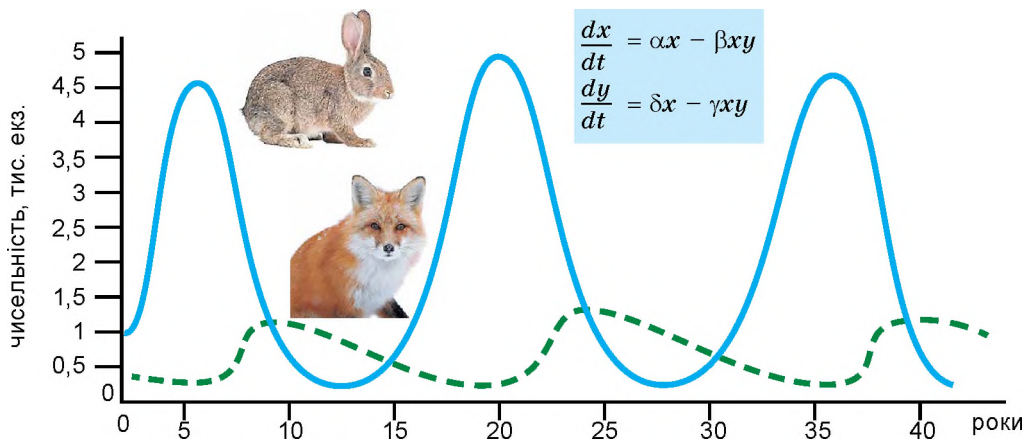 чисельність, тис. екз.
5
4,5
4
3,5
3
2,5
2
1,5
1
0,5
0
dx/dt = αx − βxy
dy/dt = δx − γxy
0 5 10 15 20 25 30 35 40 роки